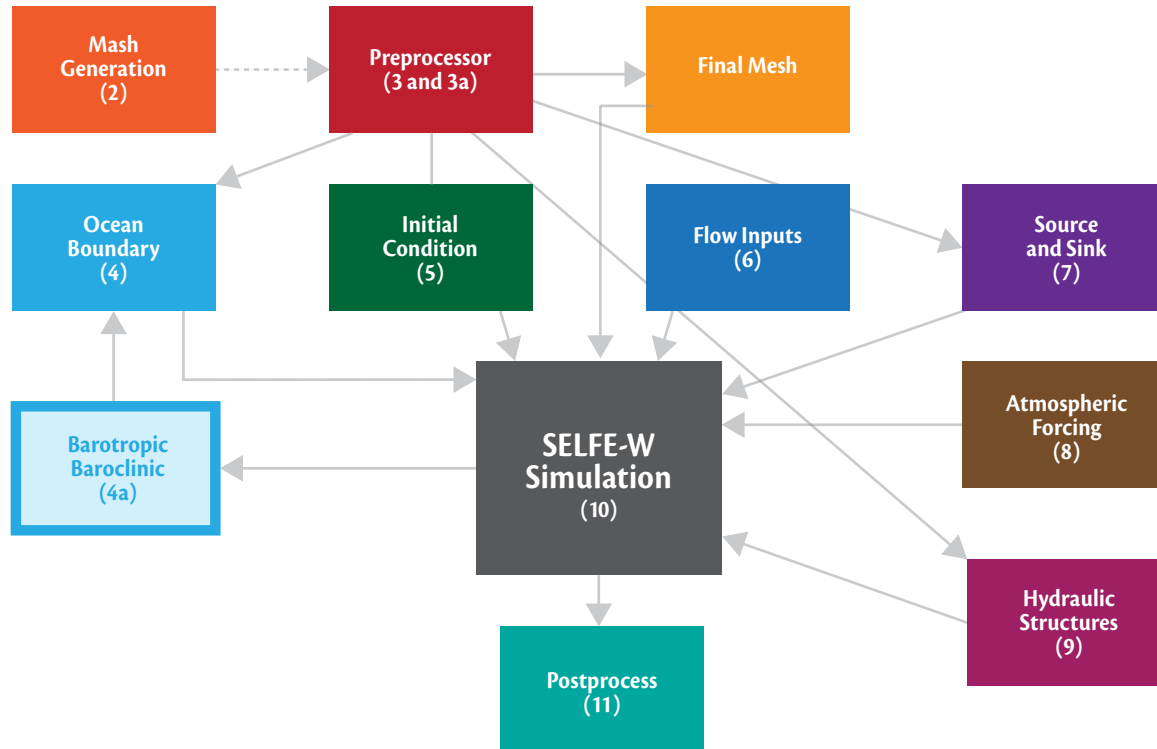 Mash
Generation
(2)
Preprocessor
(3 and 3a)
Final Mesh
Ocean
Boundary
(4)
Initial
Condition
(5)
Flow Inputs
(6)
Source
and Sink
(7)
Barotropic
Baroclinic
(4a)
SELFE-W
Simulation
(10)
Atmospheric
Forcing
(8)
Hydraulic
Structures
(9)
Postprocess
(11)